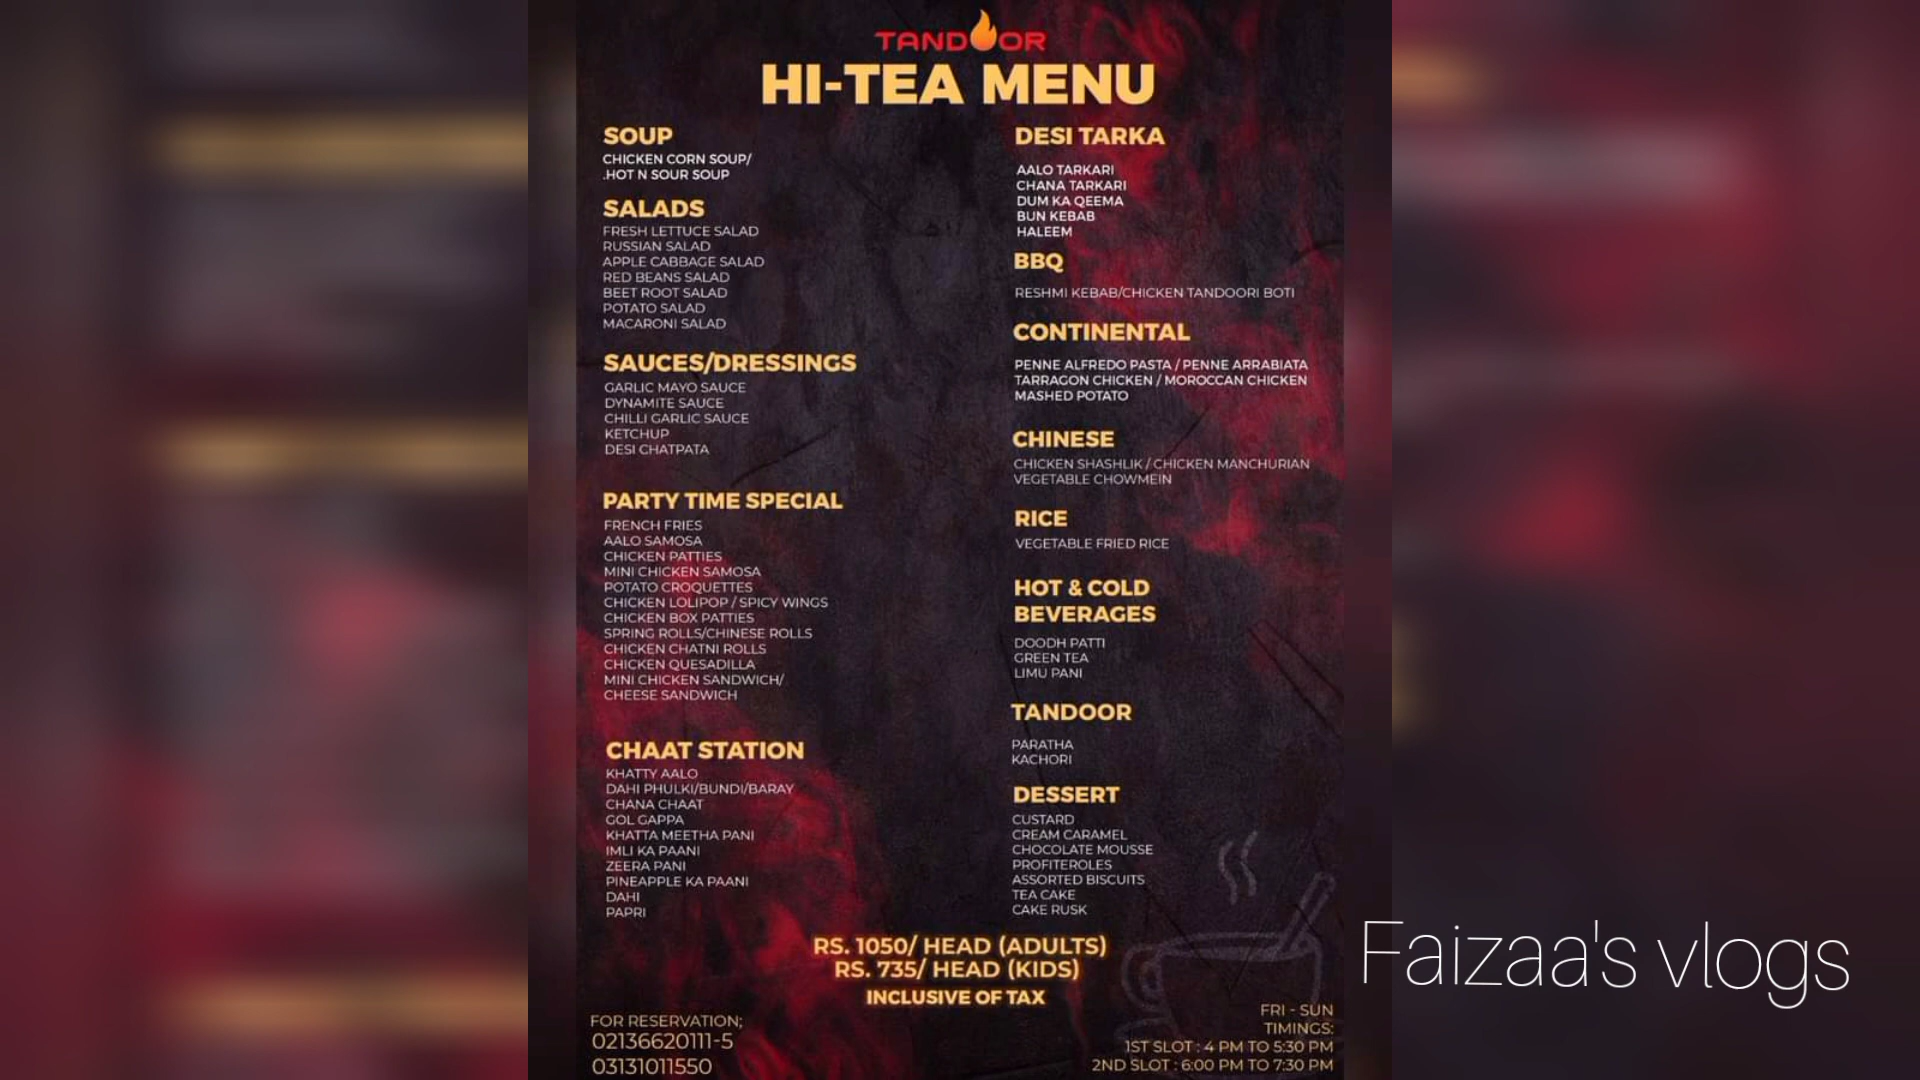 TANDOOR
HI-TEA MENU
SOUP
CHICKEN CORN SOUP/
.HOT N SOUR SOUP
SALADS
FRESH LETTUCE SALAD
RUSSIAN SALAD
APPLE CABBAGE SALAD
RED BEANS SALAD
BEET ROOT SALAD
POTATO SALAD
MACARONI SALAD
SAUCES/DRESSINGS
GARLIC MAYO SAUCE
DYNAMITE SAUCE
CHILLI GARLIC SAUCE
KETCHUP
DESI CHATPATA
PARTY TIME SPECIAL
FRENCH FRIES
AALO SAMOSA
CHICKEN PATTIES
MINI CHICKEN SAMOSA
POTATO CROQUETTES
CHICKEN LOLIPOP / SPICY WINGS
CHICKEN BOX PATTIES
SPRING ROLLS/CHINESE ROLLS
CHICKEN CHATNI ROLLS
CHICKEN QUESADILLA
MINI CHICKEN SANDWICH/
CHEESE SANDWICH
CHAAT STATION
KHATTY AALO
DAHI PHULKI/BUNDI/BARAY
CHANA CHAAT
GOL GAPPA
KHATTA MEETHA PANI
IMLI KA PAANI
ZEERA PANI
PINEAPPLE KA PAANI
DAHI
PAPRI
DESI TARKA
AALO TARKARI
CHANA TARKARI
DUM KA QEEMA
BUN KEBAB
HALEEM
BBQ
RESHMI KEBAB/CHICKEN TANDOORI BOTI
CONTINENTAL
PENNE ALFREDO PASTA / PENNE ARRABIATA
TARRAGON CHICKEN / MOROCCAN CHICKEN
MASHED POTATO
CHINESE
CHICKEN SHASHLIK / CHICKEN MANCHURIAN
VEGETABLE CHOWMEIN
RICE
VEGETABLE FRIED RICE
HOT & COLD
BEVERAGES
DOODH PATTI
GREEN TEA
LIMU PANI
TANDOOR
PARATHA
KACHORI
DESSERT
CUSTARD
CREAM CARAMEL
CHOCOLATE MOUSSE
PROFITEROLES
ASSORTED BISCUITS
TEA CAKE
CAKE RUSK
RS. 1050/ HEAD (ADULTS)
RS. 735/ HEAD (KIDS)
INCLUSIVE OF TAX
FOR RESERVATION;
02136620111-5
03131011550
FRI - SUN
TIMINGS:
1ST SLOT : 4 PM TO 5:30 PM
2ND SLOT : 6:00 PM TO 7:30 PM
Faizaa's vlogs